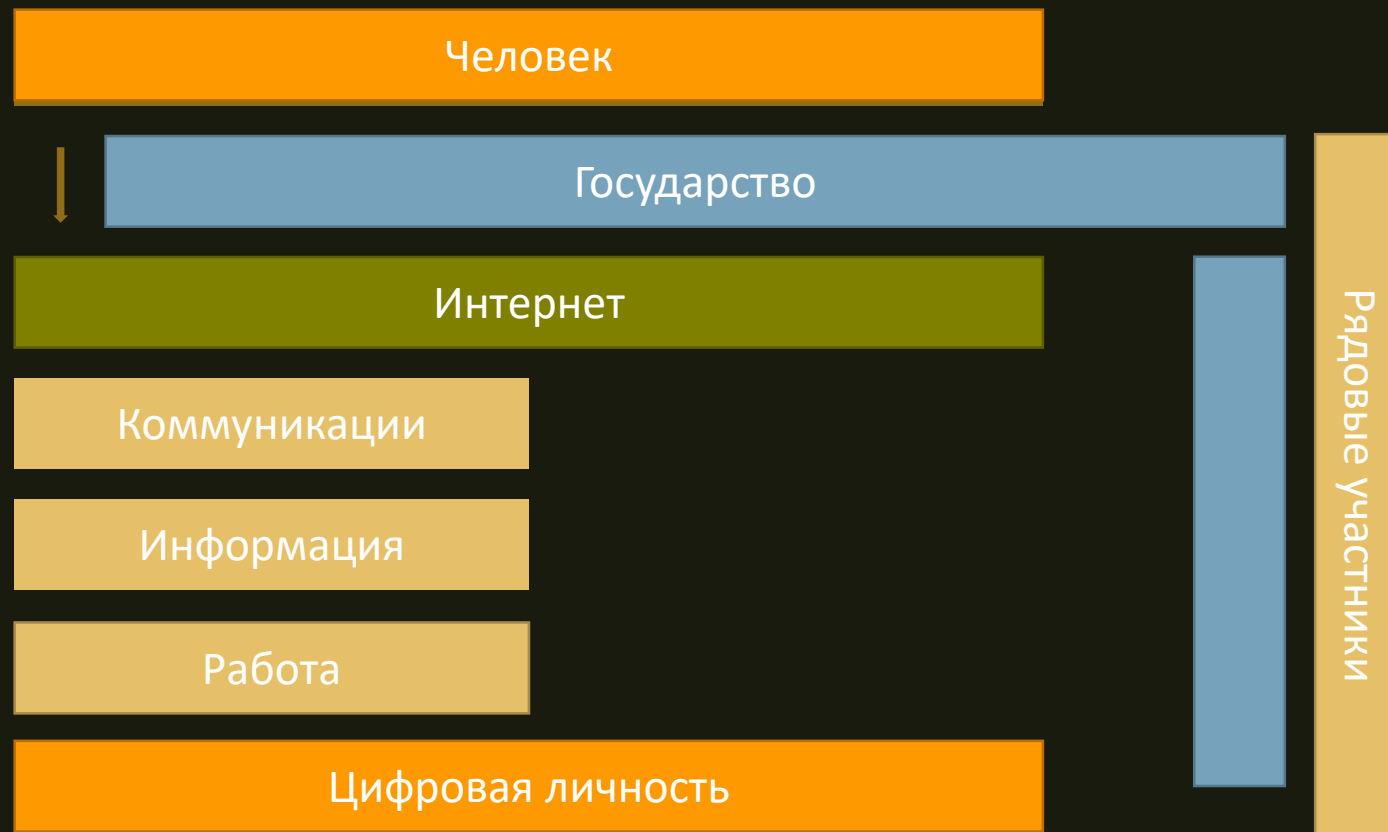 Человек
Государство
Интернет
Коммуникации
Информация
Работа
Цифровая личность
Рядовые участники